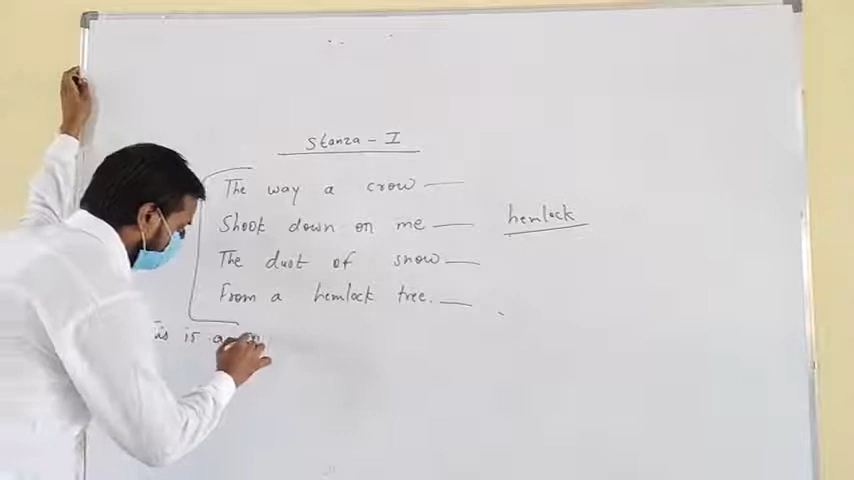 Stanza - I
The way a crow
Shook down on me
hemlock
The dust of snow
From a hemlock tree.
is